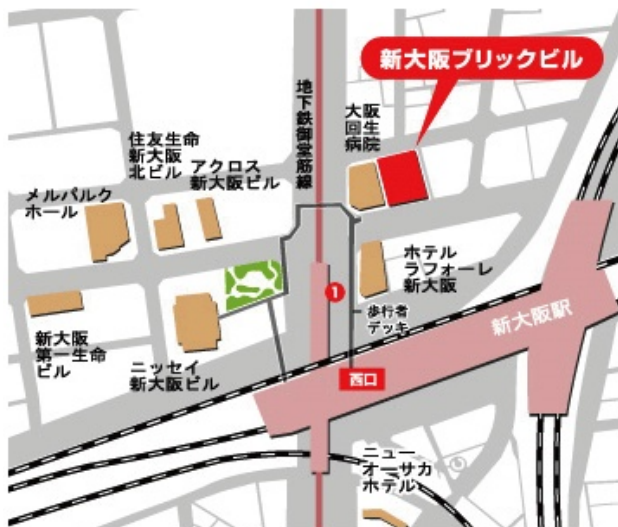 新大阪ブリックビル
地下鉄御堂筋線
大阪
回生
病院
住友生命
新大阪
北ビル
アクロス
新大阪ビル
メルパルク
ホール
ホテル
ラフォーレ
新大阪
1
歩行者
デッキ
新大阪駅
新大阪
第一生命
ビル
ニッセイ
新大阪ビル
西口
ニュー
オーサカ
ホテル